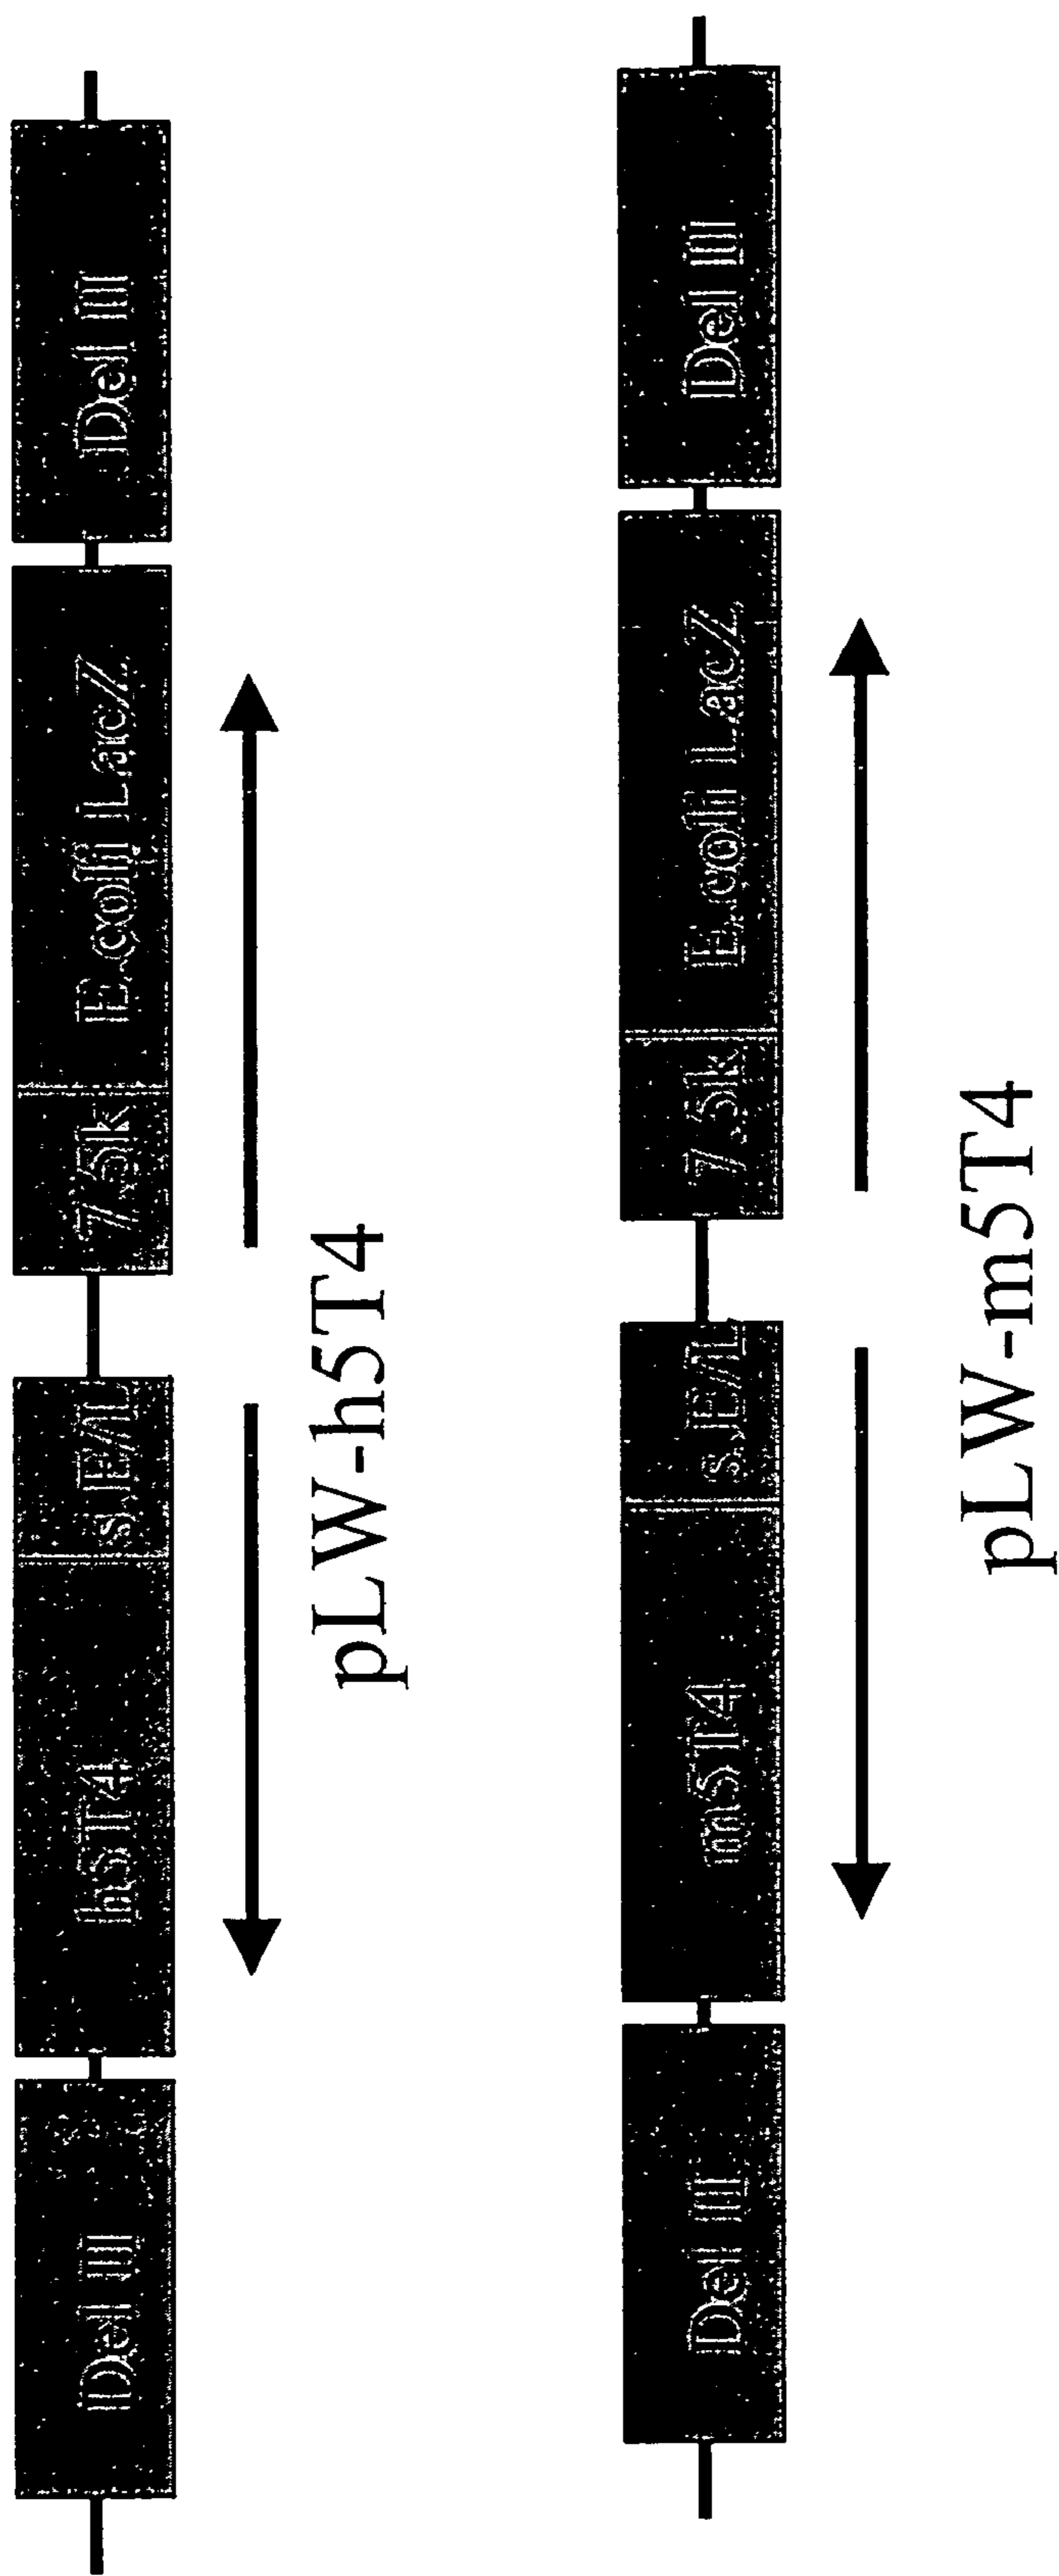 Del III h5T4 s.E/L 7.5k E.coli LacZ Del III
pLW-h5T4
Del III m5T4 s.E/L 7.5k E.coli LacZ Del III
pLW-m5T4